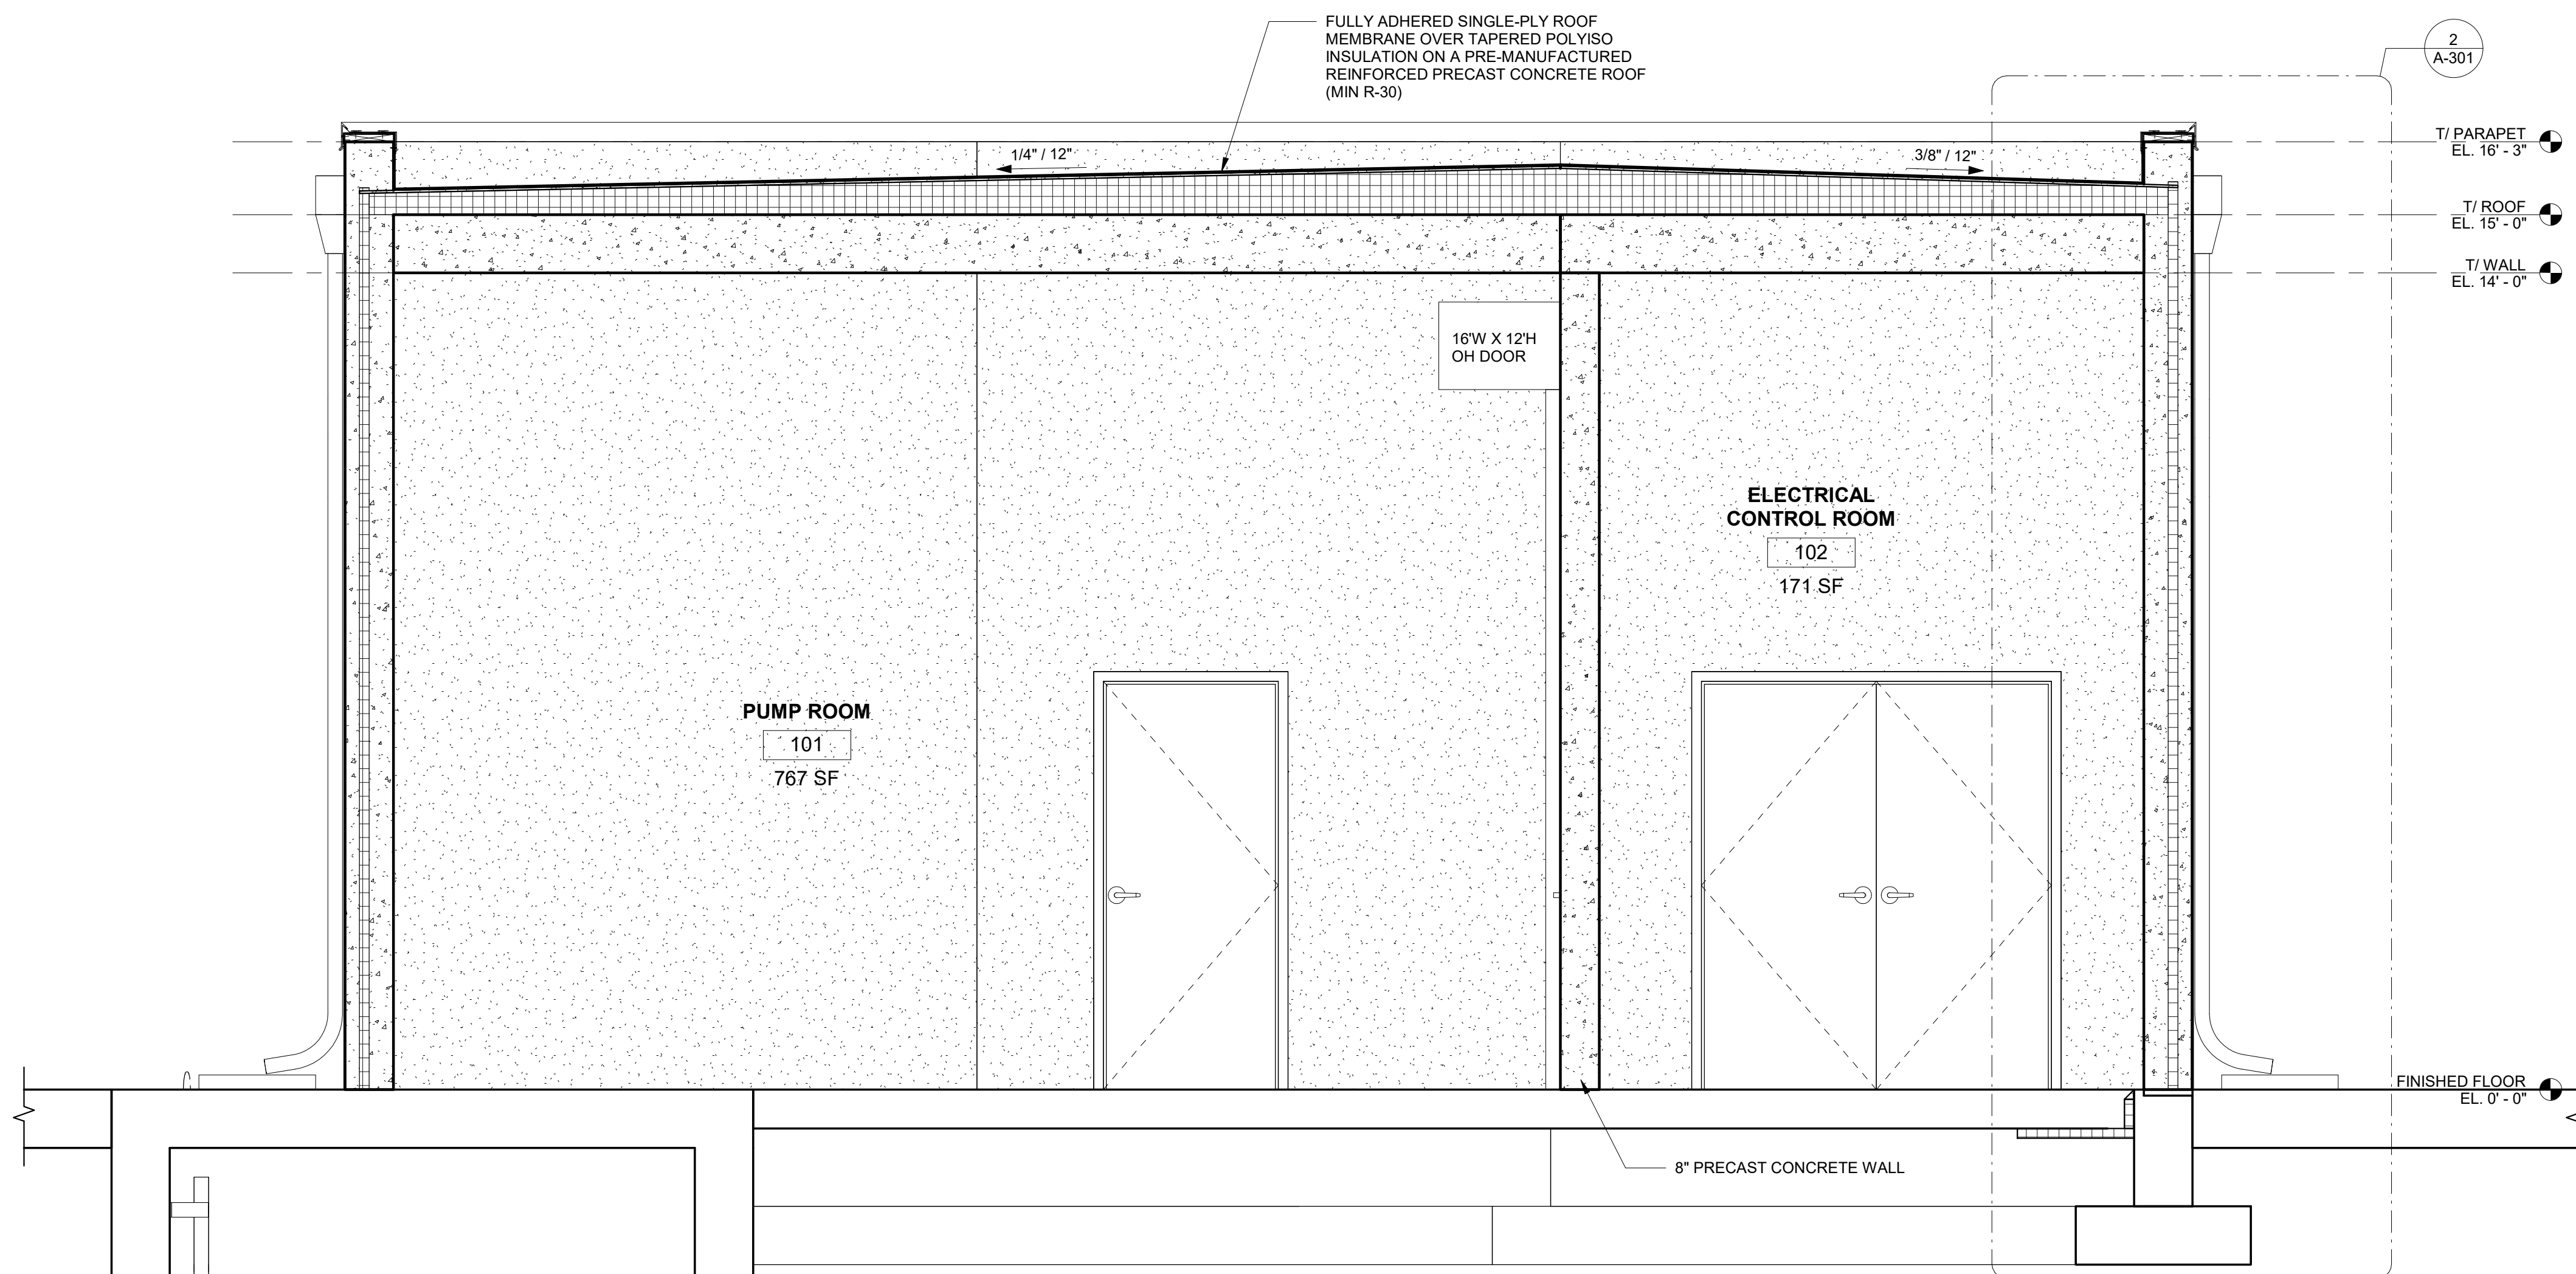 FULLY ADHERED SINGLE-PLY ROOF
MEMBRANE OVER TAPERED POLYISO
INSULATION ON A PRE-MANUFACTURED
REINFORCED PRECAST CONCRETE ROOF
(MIN R-30)
2
A-301
T/ PARAPET
EL. 16' - 3"
1/4" / 12"
3/8" / 12"
T/ ROOF
EL. 15' - 0"
T/ WALL
EL. 14' - 0"
16'W X 12'H
OH DOOR
ELECTRICAL
CONTROL ROOM
102
171 SF
PUMP ROOM
101
767 SF
FINISHED FLOOR
EL. 0' - 0"
8" PRECAST CONCRETE WALL